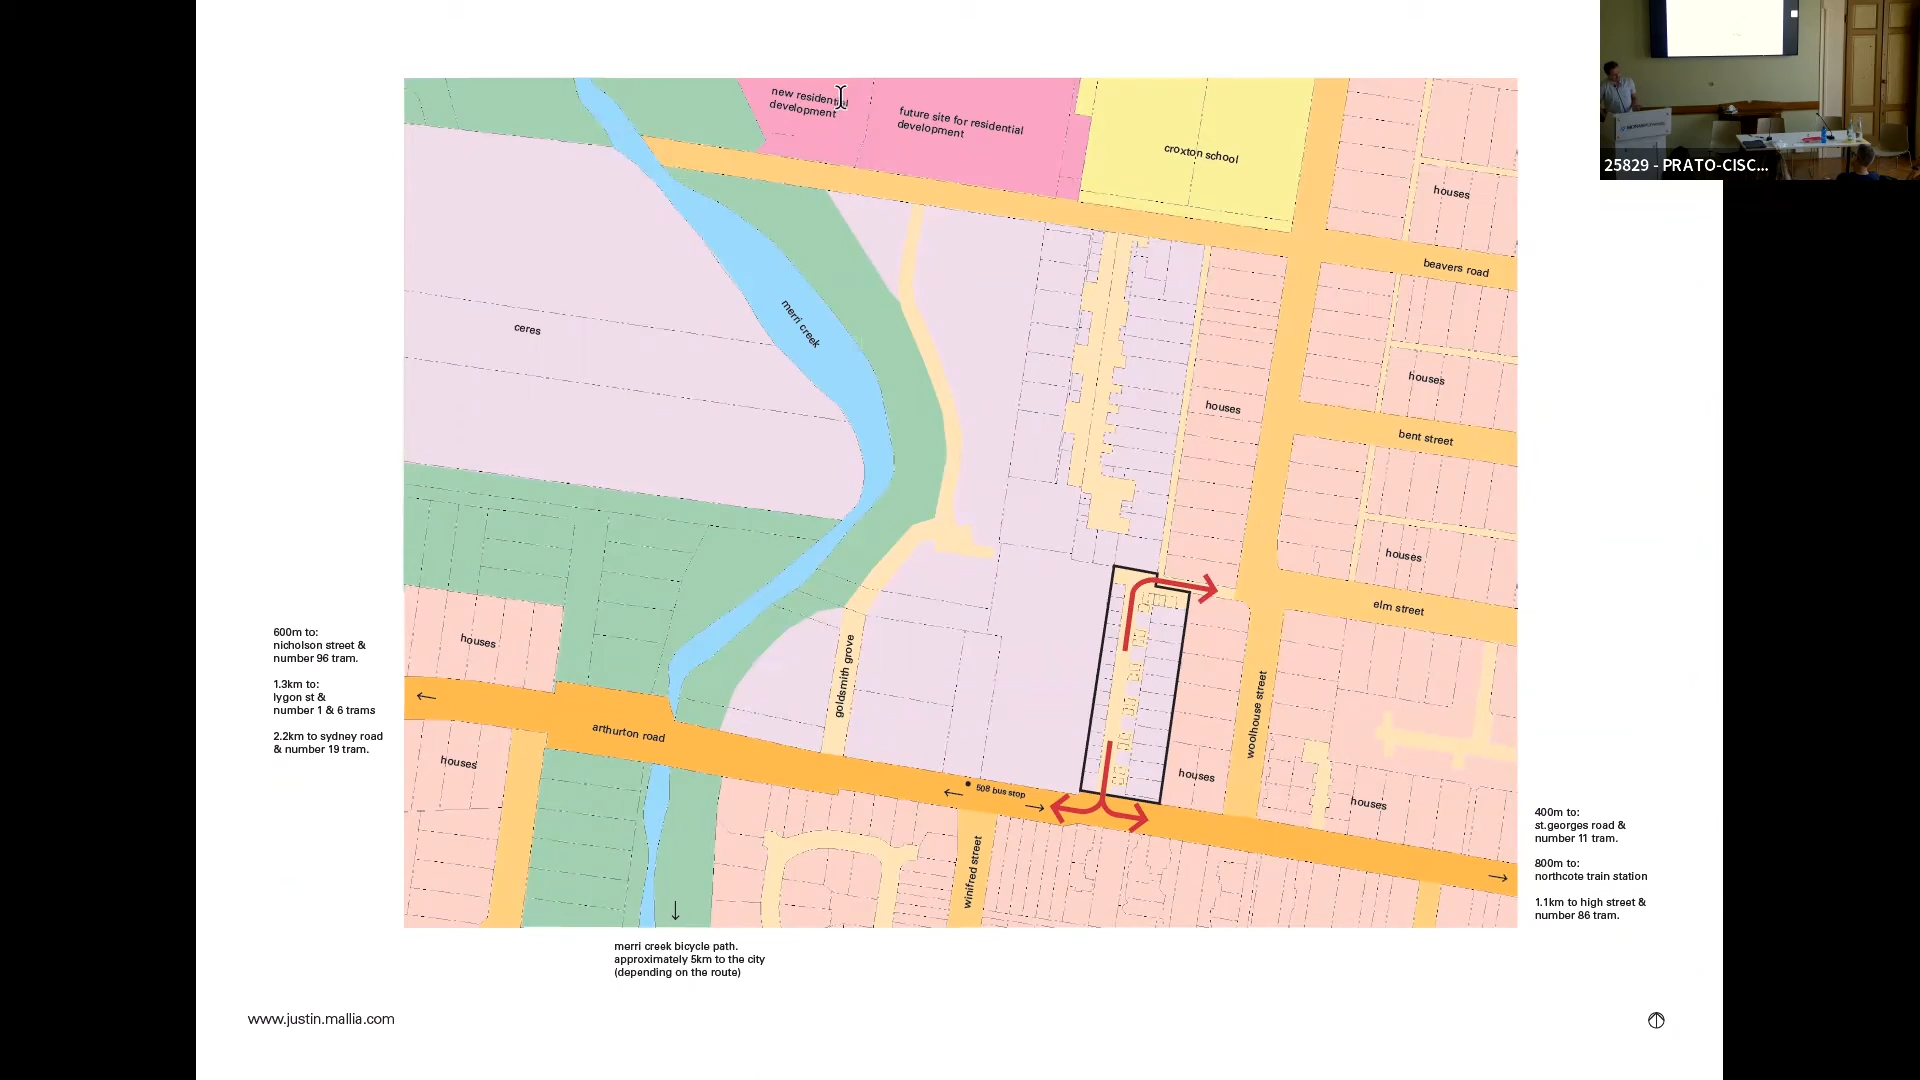 new residential
development
future site for residential
development
croxton school
houses
beavers road
25829 - PRATO-CISC...
merri creek
ceres
houses
houses
bent street
houses
elm street
600m to:
nicholson street &
number 96 tram.
1.3km to:
lygon st &
number 1 & 6 trams
2.2km to sydney road
& number 19 tram.
houses
goldsmith grove
woolhouse street
arthurton road
houses
houses
508 bus stop
houses
winifred street
400m to:
st.georges road &
number 11 tram.
800m to:
northcote train station
1.1km to high street &
number 86 tram.
merri creek bicycle path.
approximately 5km to the city
(depending on the route)
www.justin.mallia.com